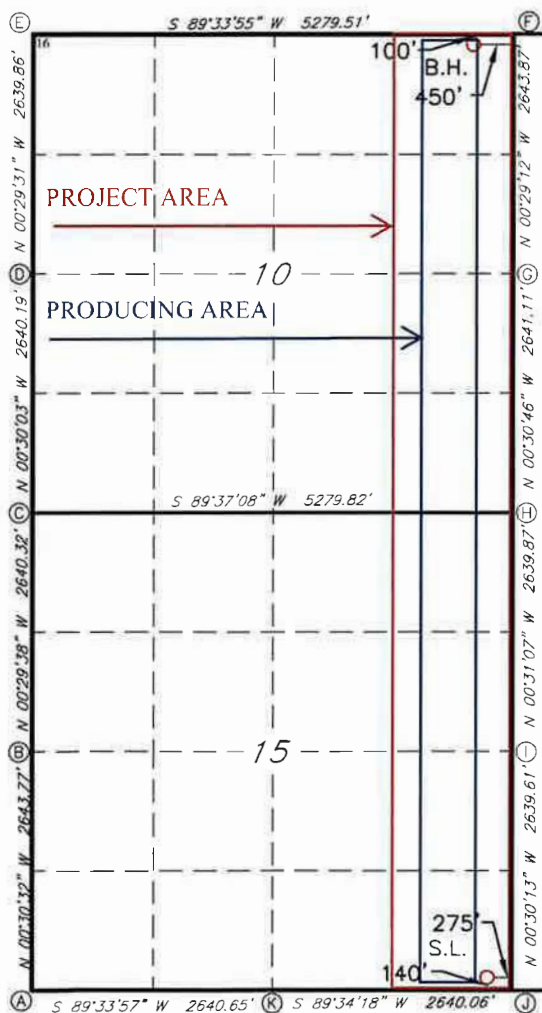 E S 89°33'55" W 5279.51' F
16
100'
B.H.
450'
N 00°29'31" W 2639.86'
N 00°29'12" W 2643.87'
PROJECT AREA
D 10 G
PRODUCING AREA
N 00°30'03" W 2640.19'
N 00°30'46" W 2641.11'
C S 89°37'08" W 5279.82' H
N 00°29'38" W 2640.32'
N 00°31'07" W 2639.87'
B 15 I
N 00°30'32" W 2643.77'
N 00°30'13" W 2639.61'
275'
S.L.
140'
A S 89°33'57" W 2640.65' K S 89°34'18" W 2640.06' J